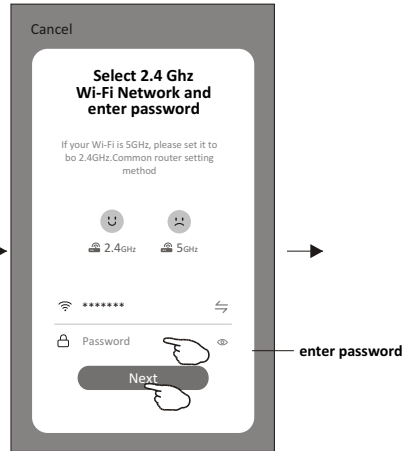 Cancel
Select 2.4 Ghz
Wi-Fi Network and
enter password
If your Wi-Fi is 5GHz, please set it to
bo 2.4GHz.Common router setting
method
2.4GHz 5GHz
*******
Password
enter password
Next